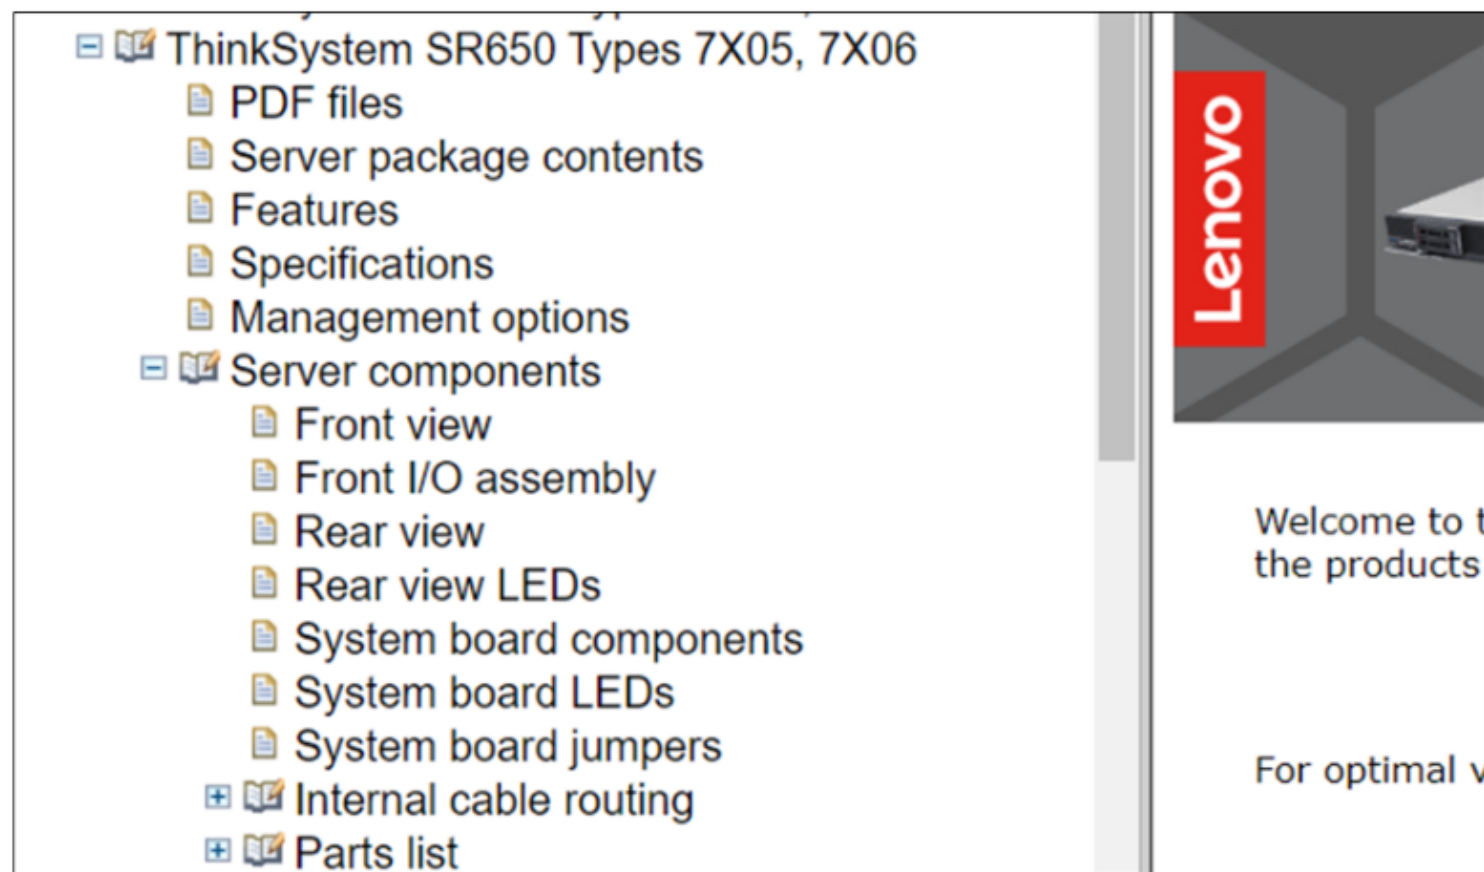 ThinkSystem SR650 Types 7X05, 7X06
PDF files
Server package contents
Features
Specifications
Management options
Server components
Front view
Front I/O assembly
Rear view
Rear view LEDs
System board components
System board LEDs
System board jumpers
Internal cable routing
Parts list
Lenovo
Welcome to
the products
For optimal